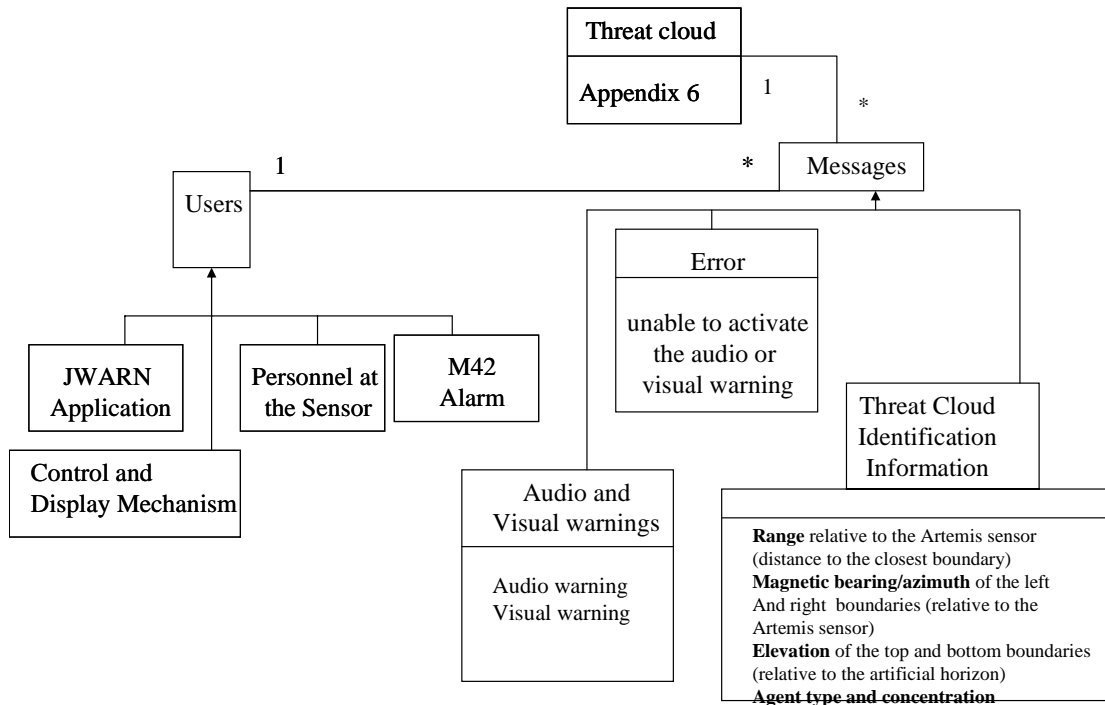 Threat cloud
Appendix 6
1
*
Messages
1
*
Users
Error
unable to activate
the audio or
visual warning
JWARN
Application
Personnel at
the Sensor
M42
Alarm
Control and
Display Mechanism
Threat Cloud
Identification
Information
Audio and
Visual warnings
Audio warning
Visual warning
Range relative to the Artemis sensor
(distance to the closest boundary)
Magnetic bearing/azimuth of the left
And right boundaries (relative to the
Artemis sensor)
Elevation of the top and bottom boundaries
(relative to the artificial horizon)
Agent type and concentration